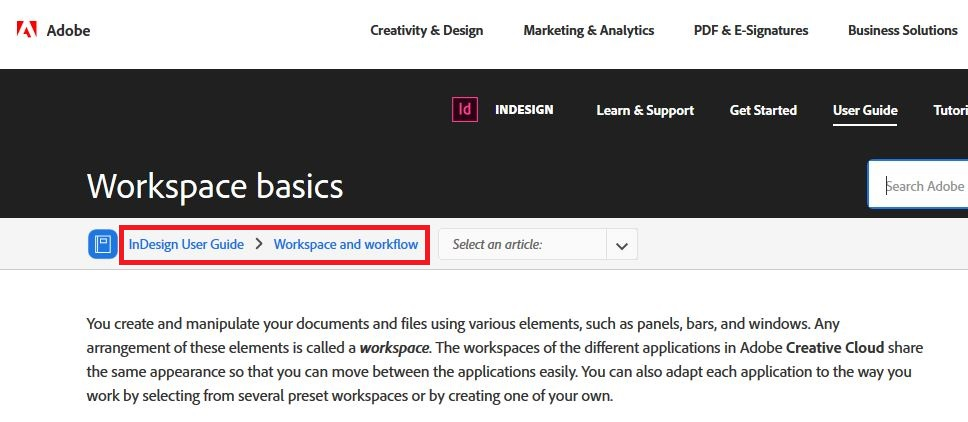 Adobe
Creativity & Design
Marketing & Analytics
PDF & E-Signatures
Business Solutions
Id
INDESIGN
Learn & Support
Get Started
User Guide
Tutori
Workspace basics
Search Adobe
InDesign User Guide > Workspace and workflow
Select an article:
You create and manipulate your documents and files using various elements, such as panels, bars, and windows. Any
arrangement of these elements is called a workspace. The workspaces of the different applications in Adobe Creative Cloud share
the same appearance so that you can move between the applications easily. You can also adapt each application to the way you
work by selecting from several preset workspaces or by creating one of your own.